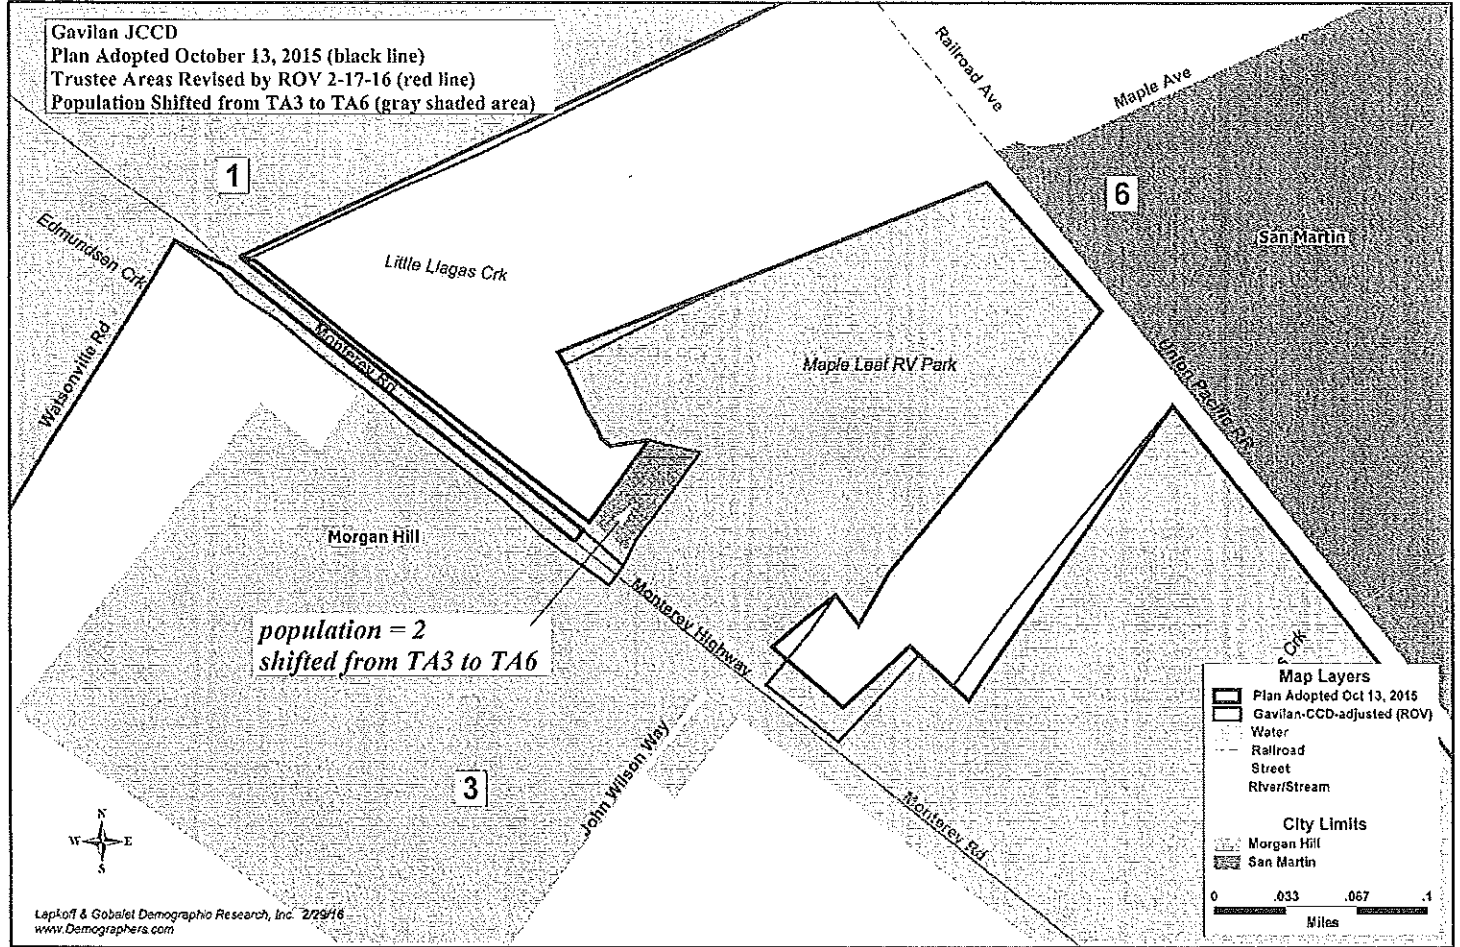 Gavilan JCCD
Plan Adopted October 13, 2015 (black line)
Trustee Areas Revised by ROV 2-17-16 (red line)
Population Shifted from TA3 to TA6 (gray shaded area)
Railroad Ave
Maple Ave
1
6
San Martin
Edmundsen Crk
Little Llagas Crk
Watsonville Rd
Monterey Rd
Maple Leaf RV Park
Union Pacific RR
Morgan Hill
Monterey Highway
population = 2
shifted from TA3 to TA6
3
John Wilson Way
Monterey Rd
s Crk
Map Layers
Plan Adopted Oct 13, 2015
Gavilan-CCD-adjusted (ROV)
Water
Railroad
Street
River/Stream
City Limits
Morgan Hill
San Martin
0 .033 .067 .1
Miles
N
W E
S
Lapkoff & Gobalet Demographic Research, Inc. 2/29/16
www.Demographers.com